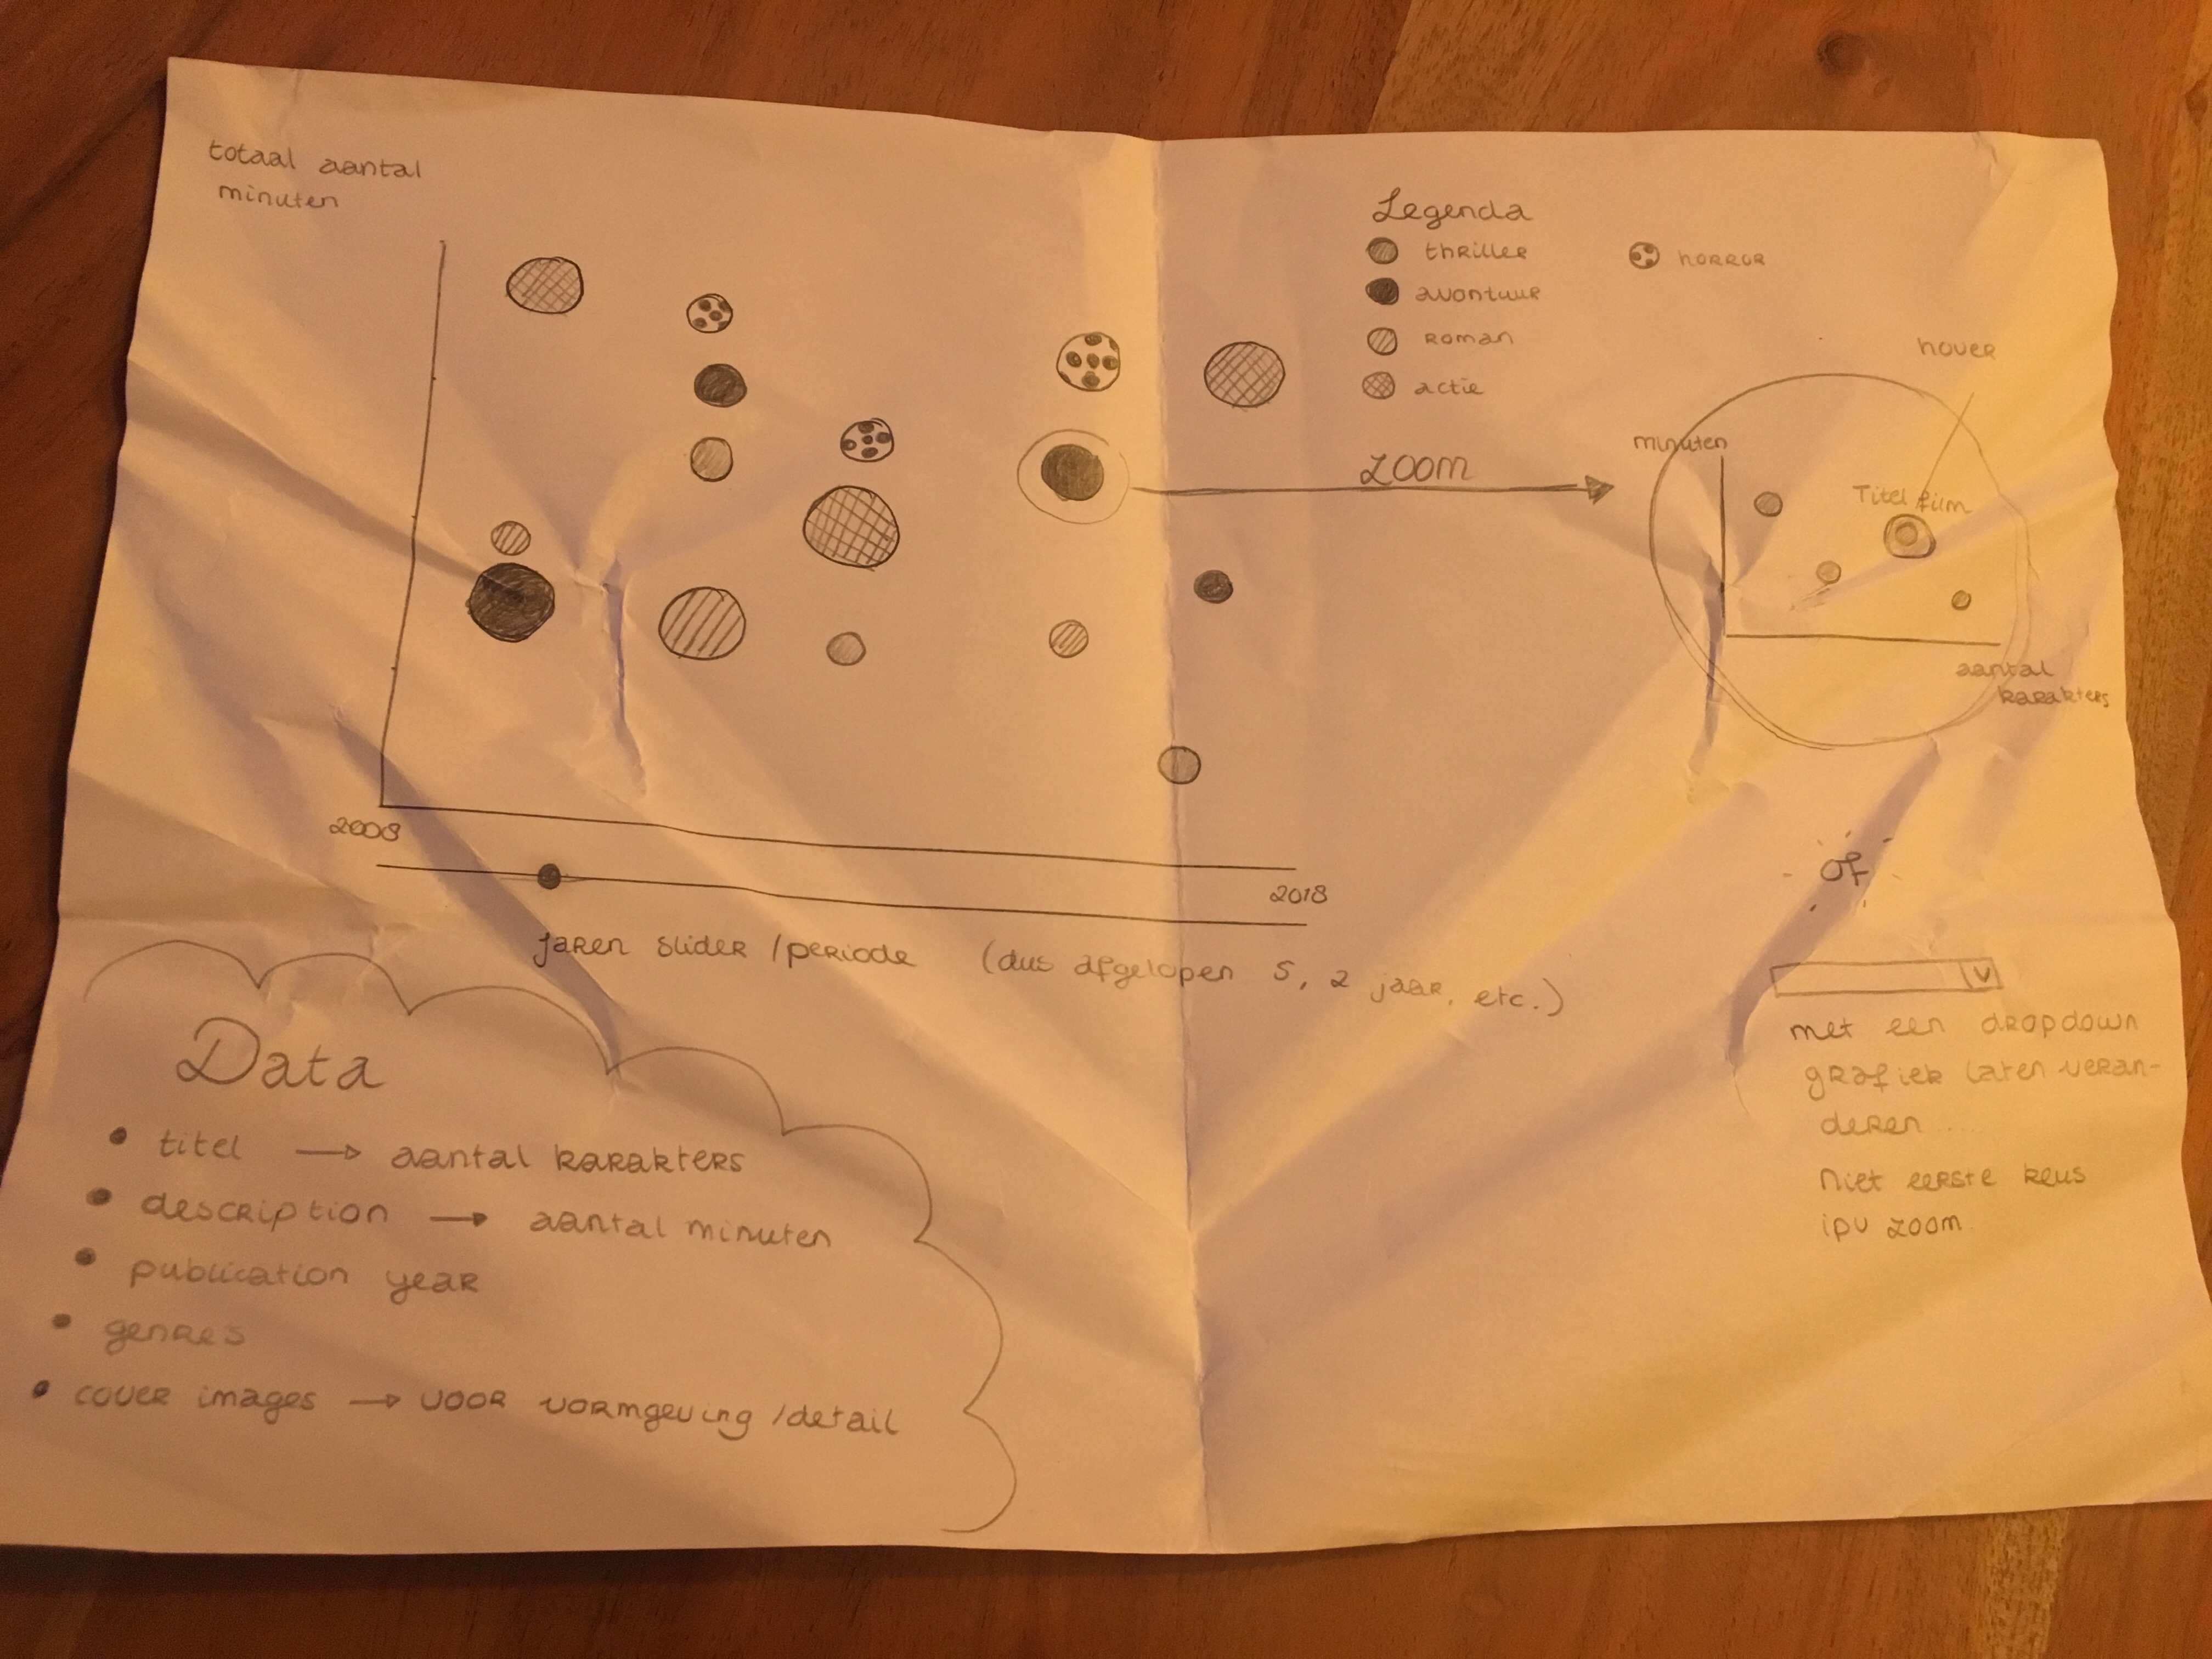 totaal aantal
minuten
Legenda
thriller
horror
avontuur
roman
actie
hover
minuten
ZOOM
Titel film
aantal
karakters
2008
2018
jaren slider / periode (dus afgelopen 5, 2 jaar, etc.)
of
V
met een dropdown
grafiek laten veran-
deren .....
Niet eerste keus
ipv zoom
Data
• titel → aantal karakters
• description → aantal minuten
• publication year
• genres
• cover images → voor vormgeving / detail